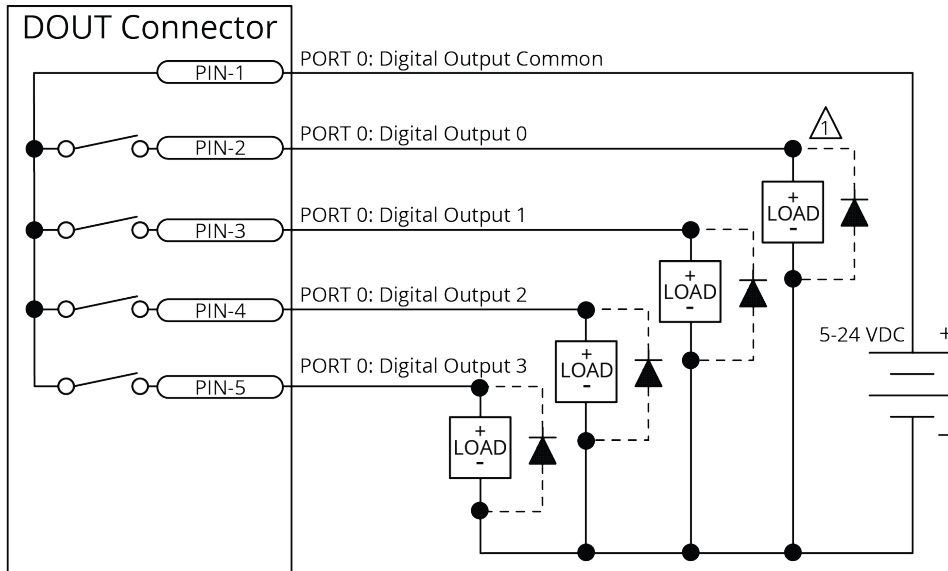 DOUT Connector
PIN-1
PORT 0: Digital Output Common
PIN-2
PORT 0: Digital Output 0
1
+
LOAD
-
PIN-3
PORT 0: Digital Output 1
+
LOAD
-
PIN-4
PORT 0: Digital Output 2
+
LOAD
-
5-24 VDC
+
-
PIN-5
PORT 0: Digital Output 3
+
LOAD
-